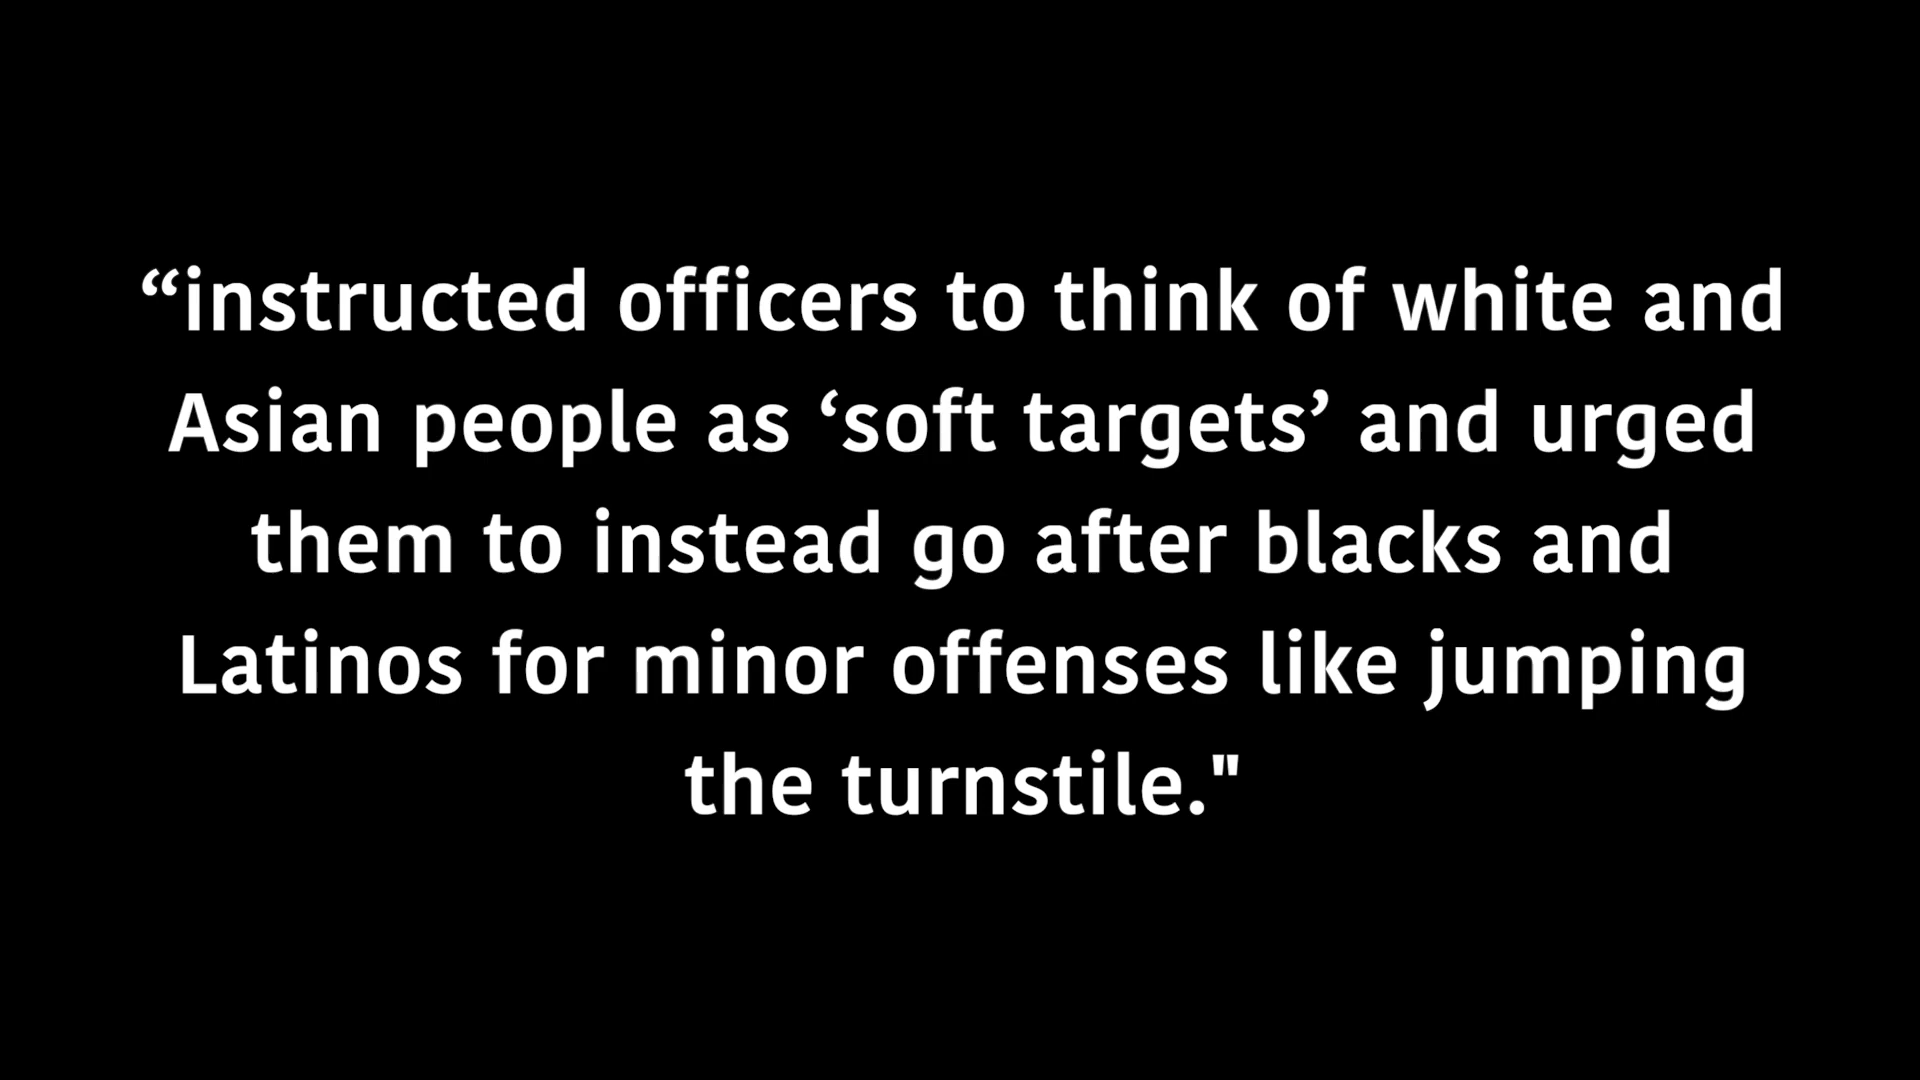 “instructed officers to think of white and
Asian people as ‘soft targets’ and urged
them to instead go after blacks and
Latinos for minor offenses like jumping
the turnstile."